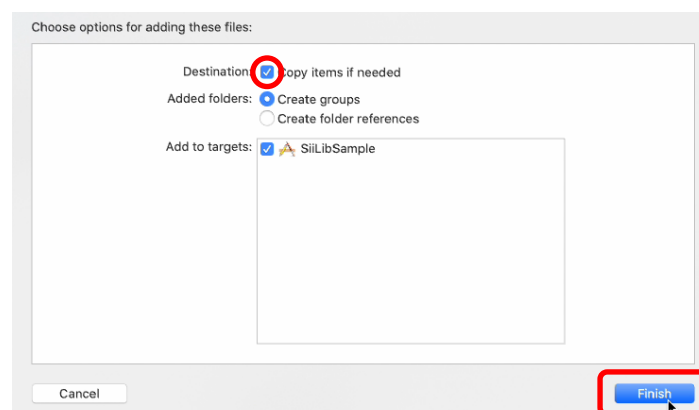 Choose options for adding these files:
Destination: Copy items if needed
Added folders: Create groups
Create folder references
Add to targets: SiiLibSample
Cancel Finish